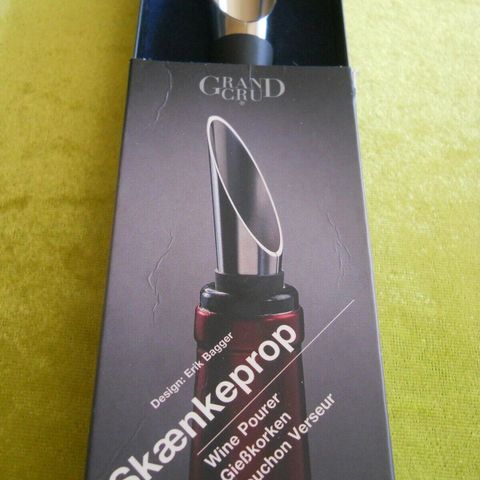 GRAND
CRU
®
Design: Erik Bagger
Skænkeprop
Wine Pourer
Gießkorken
Verseur